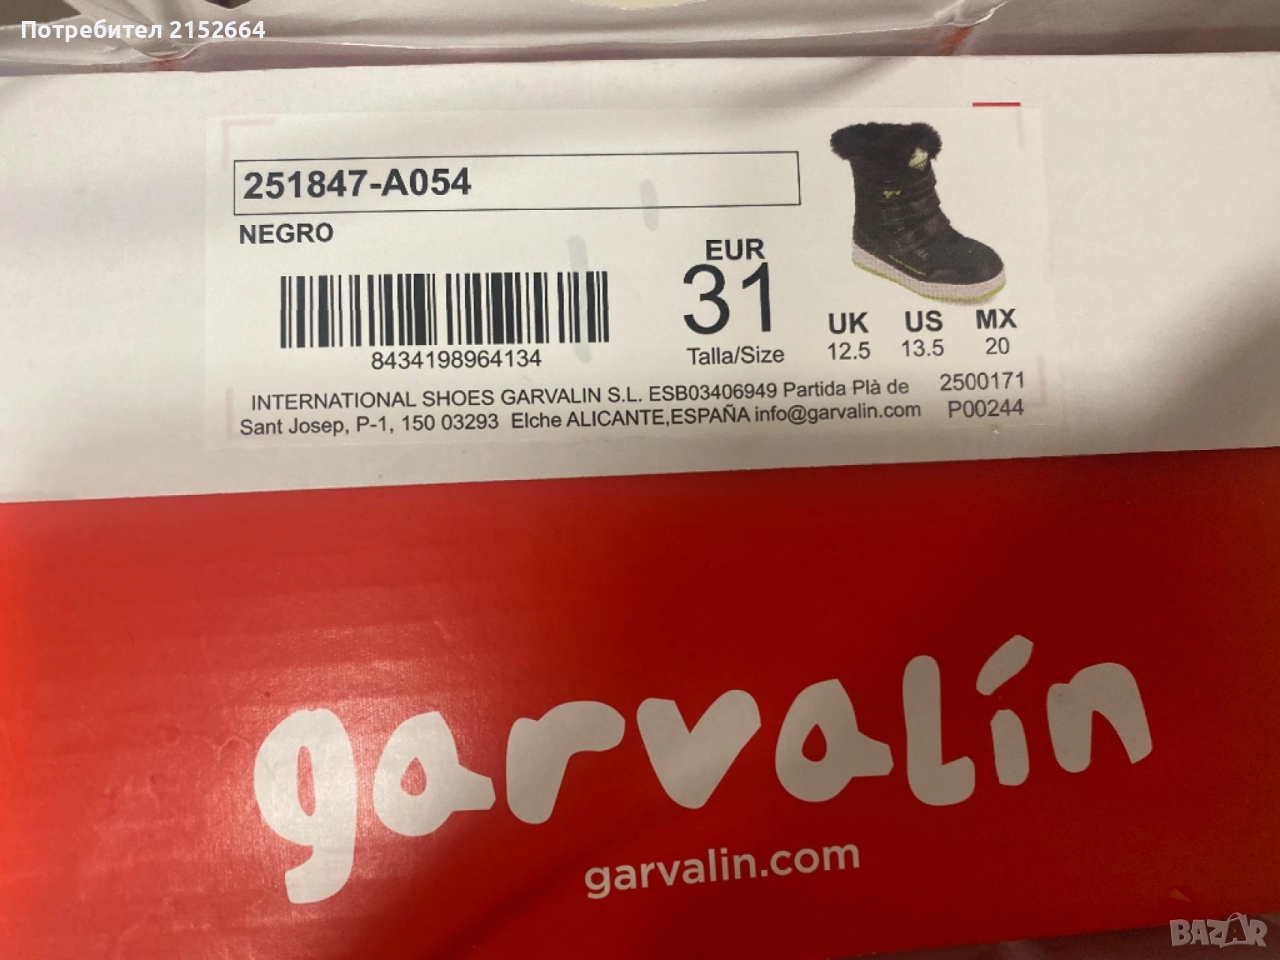 Потребител 2152664
251847-A054
NEGRO
8434198964134
EUR
31
Talla/Size
UK US MX
12.5 13.5 20
INTERNATIONAL SHOES GARVALIN S.L. ESB03406949 Partida Plà de 2500171
Sant Josep, P-1, 150 03293 Elche ALICANTE,ESPAÑA info@garvalin.com P00244
garvalín
garvalin.com
BAZAR